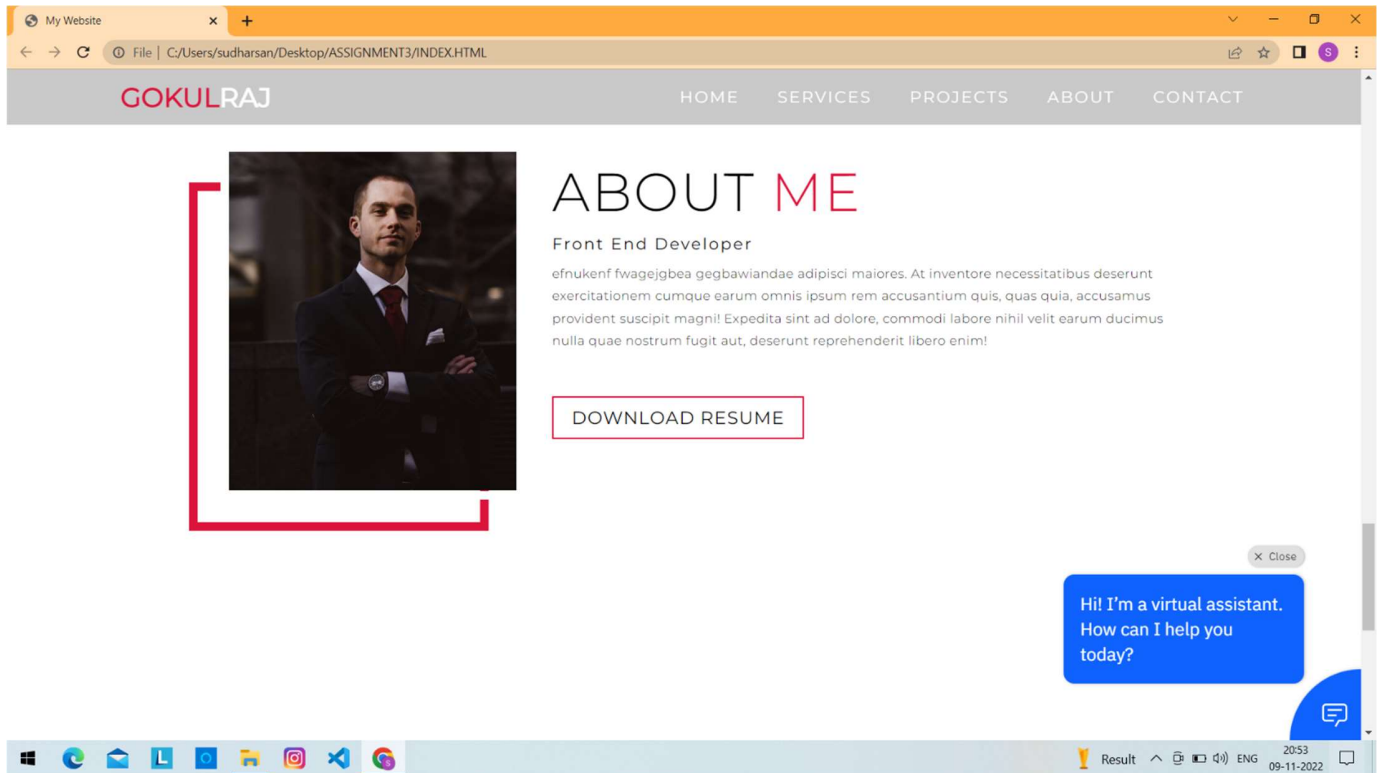 My Website
File | C:/Users/sudharsan/Desktop/ASSIGNMENT3/INDEX.HTML
S
GOKULRAJ
HOME SERVICES PROJECTS ABOUT CONTACT
ABOUT ME
Front End Developer
efnukenf fwagejgbea gegbawiandae adipisci maiores. At inventore necessitatibus deserunt
exercitationem cumque earum omnis ipsum rem accusantium quis, quas quia, accusamus
provident suscipit magni! Expedita sint ad dolore, commodi labore nihil velit earum ducimus
nulla quae nostrum fugit aut, deserunt reprehenderit libero enim!
DOWNLOAD RESUME
Close
Hi! I'm a virtual assistant.
How can I help you
today?
L
Result
ENG
20:53
09-11-2022